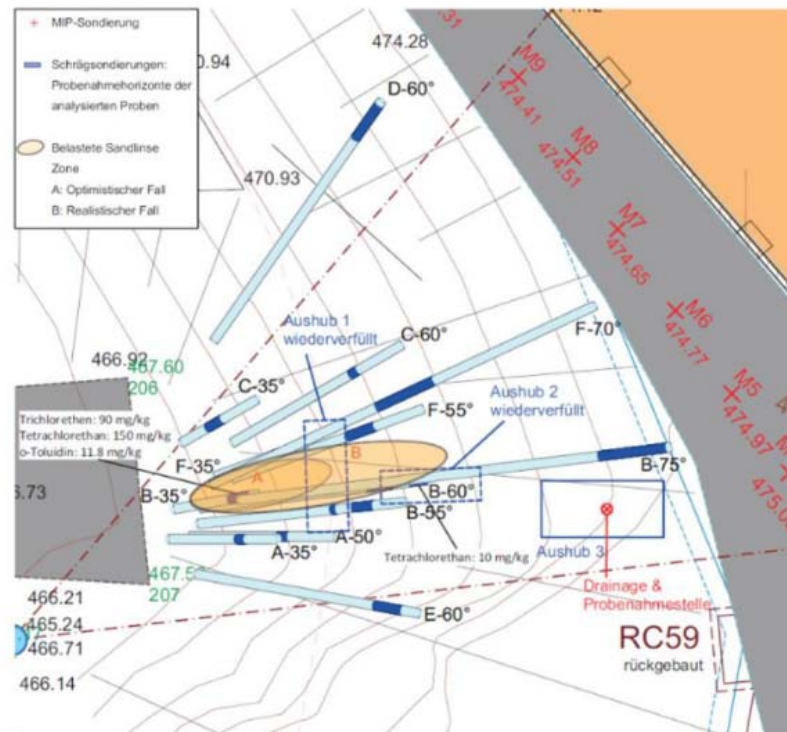 MIP-Sondierung
Schrägsondierungen:
Probenahmehorizonte der
analysierten Proben
Belastete Sandlinse
Zone
A: Optimistischer Fall
B: Realistischer Fall
474.28
D-60°
470.93
M9
474.41
M8
474.51
M7
474.65
M6
474.77
M5
474.97
Aushub 1
wiederverfüllt
C-60°
F-70°
466.92
467.60
206
C-35°
Aushub 2
wiederverfüllt
F-55°
Trichlorethen: 90 mg/kg
Tetrachlorethan: 150 mg/kg
o-Toluidin: 11.8 mg/kg
F-35°
A
B
B-75°
B-35°
B-60°
B-55°
A-50°
A-35°
Tetrachlorethan: 10 mg/kg
Aushub 3
Drainage &
Probenahmestelle
207
E-60°
466.21
465.24
466.71
466.14
RC59
rückgebaut